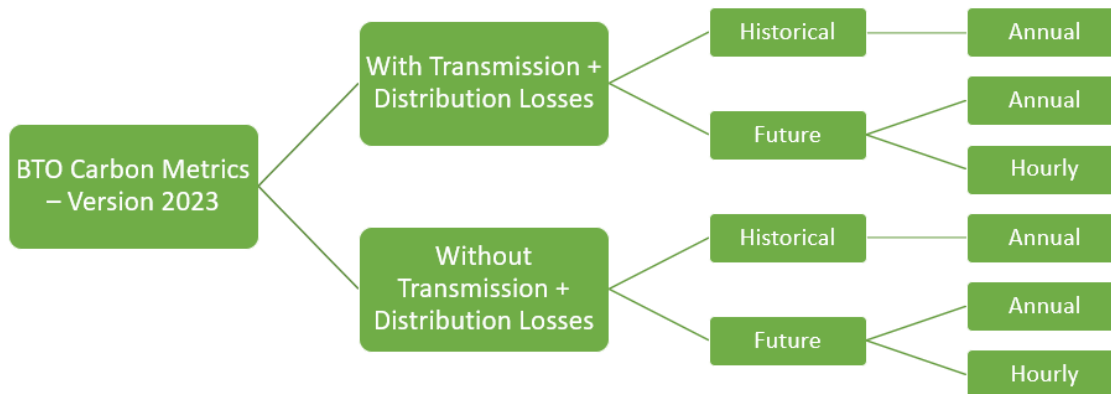 BTO Carbon Metrics
– Version 2023
With Transmission +
Distribution Losses
Historical
Annual
Future
Annual
Hourly
Without
Transmission +
Distribution Losses
Historical
Annual
Future
Annual
Hourly